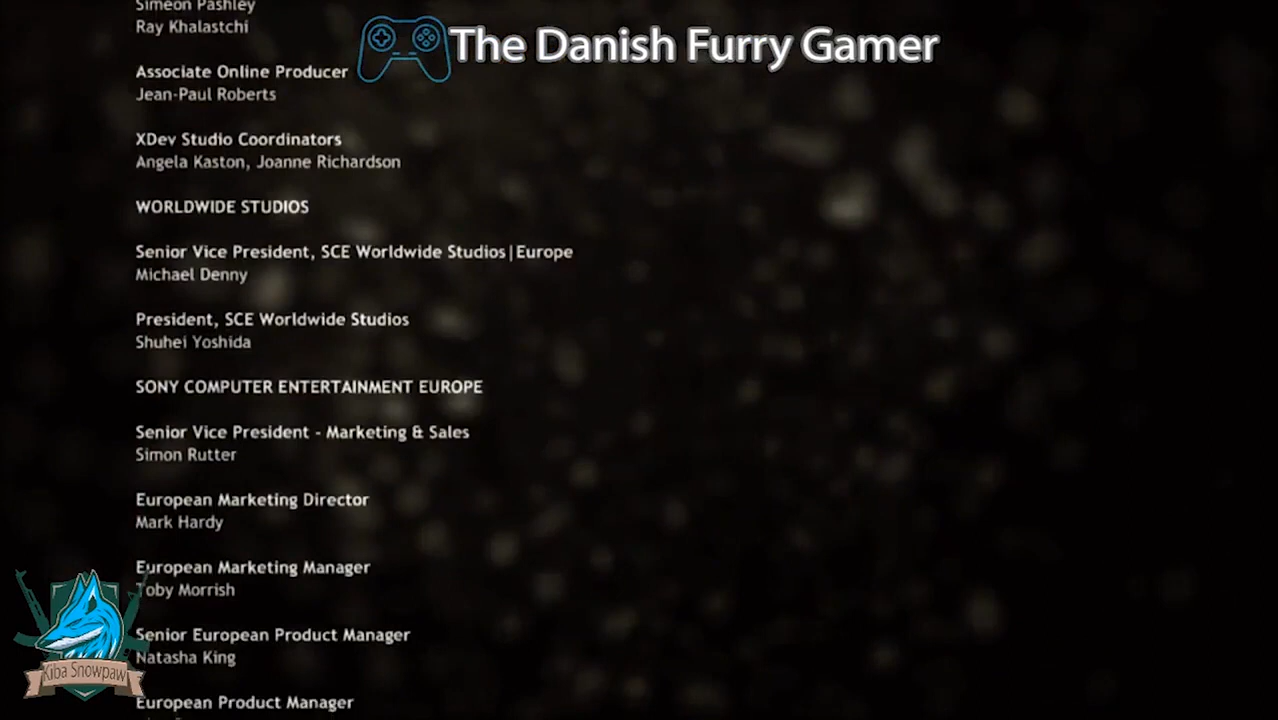 Simeon Pashley
Ray Khalastchi
The Danish Furry Gamer
Associate Online Producer
Jean-Paul Roberts
XDev Studio Coordinators
Angela Kaston, Joanne Richardson
WORLDWIDE STUDIOS
Senior Vice President, SCE Worldwide Studios|Europe
Michael Denny
President, SCE Worldwide Studios
Shuhei Yoshida
SONY COMPUTER ENTERTAINMENT EUROPE
Senior Vice President - Marketing & Sales
Simon Rutter
European Marketing Director
Mark Hardy
European Marketing Manager
Toby Morrish
Senior European Product Manager
Natasha King
Kiba Snowpaw
European Product Manager